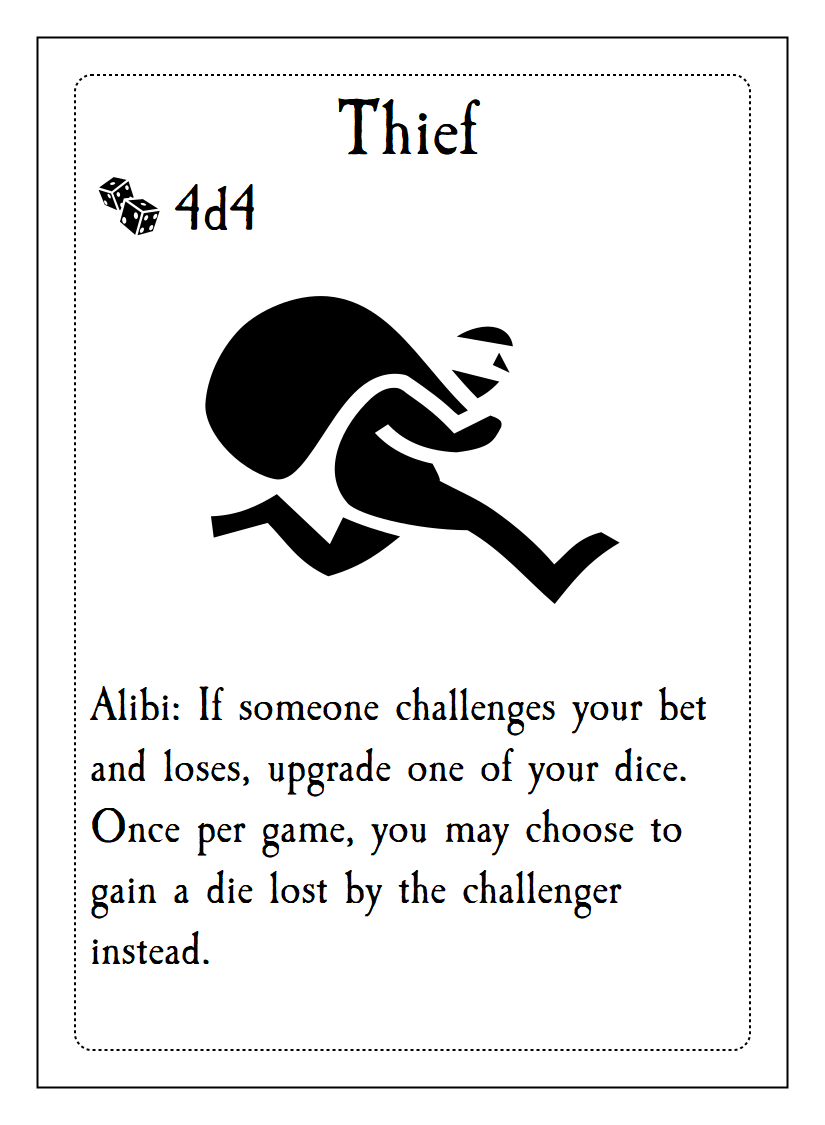 Thief
4d4
Alibi: If someone challenges your bet
and loses, upgrade one of your dice.
Once per game, you may choose to
gain a die lost by the challenger
instead.